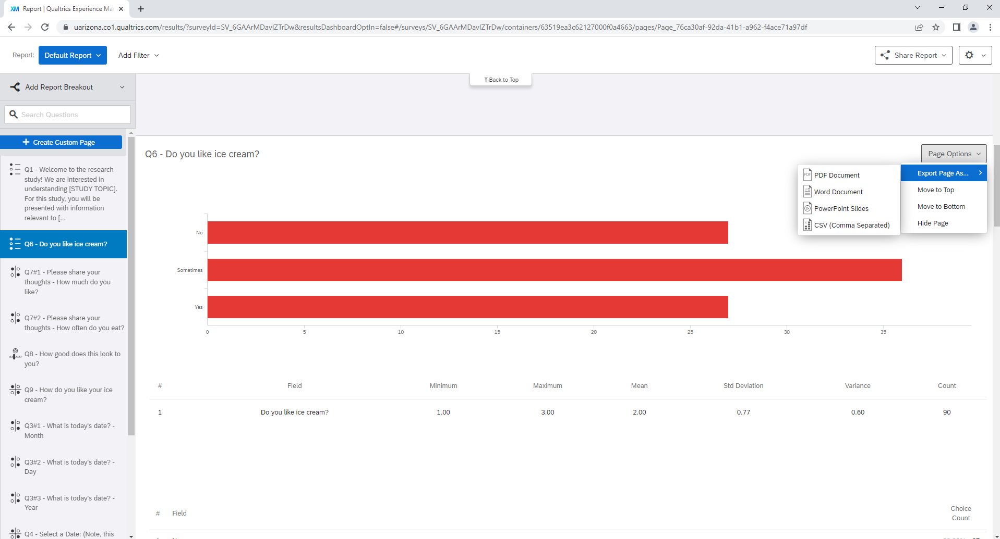 XM Report | Qualtrics Experience Ma
uarizona.co1.qualtrics.com/results/?surveyId=SV_6GAArMDavIZTrDw&resultsDashboardOptIn=false#/surveys/SV_6GAArMDavIZTrDw/containers/63519ea3c62127000f0a4663/pages/Page_76ca30af-92da-41b1-a962-f4ace71a97df
Report: Default Report Add Filter Share Report
Add Report Breakout
Back to Top
Search Questions
Create Custom Page
Q1 - Welcome to the research
study! We are interested in
understanding [STUDY TOPIC].
For this study, you will be
presented with information
relevant to [...
Q6 - Do you like ice cream?
Q7#1 - Please share your
thoughts - How much do you
like?
Q7#2 - Please share your
thoughts - How often do you eat?
Q8 - How good does this look to
you?
Q9 - How do you like your ice
cream?
Q3#1 - What is today's date? -
Month
Q3#2 - What is today's date? -
Day
Q3#3 - What is today's date? -
Year
Q4 - Select a Date: (Note, this
Q6 - Do you like ice cream?
Page Options
Export Page As...
Move to Top
Move to Bottom
Hide Page
PDF Document
Word Document
PowerPoint Slides
CSV (Comma Separated)
No
Sometimes
Yes
0 5 10 15 20 25 30 35
# Field Minimum Maximum Mean Std Deviation Variance Count
1 Do you like ice cream? 1.00 3.00 2.00 0.77 0.60 90
# Field Choice
Count